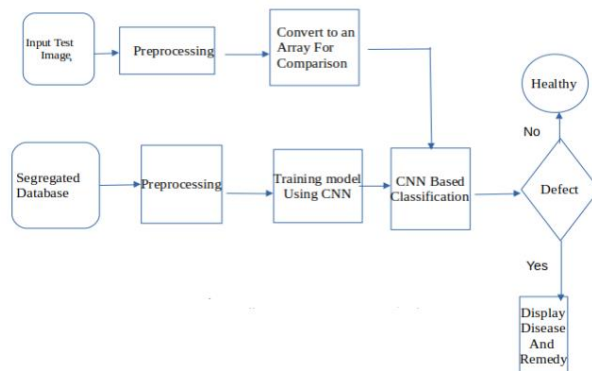 Input Test
Image,
Preprocessing
Convert to an
Array For
Comparison
Healthy
No
Segregated
Database
Preprocessing
Training model
Using CNN
CNN Based
Classification
Defect
Yes
Display
Disease
And
Remedy